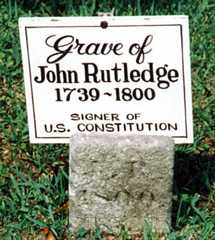 Grave of
John Rutledge
1739~1800
SIGNER OF
U.S. CONSTITUTION